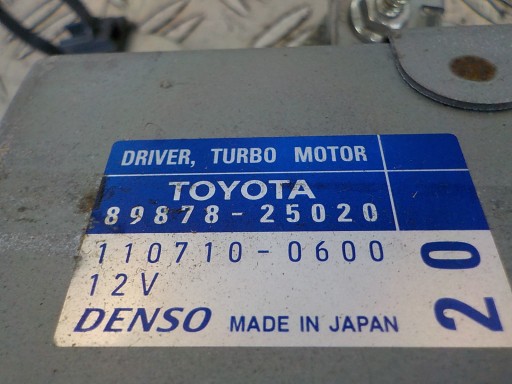 DRIVER, TURBO MOTOR
TOYOTA
89878-25020
110710-0600
12V
DENSO MADE IN JAPAN
20